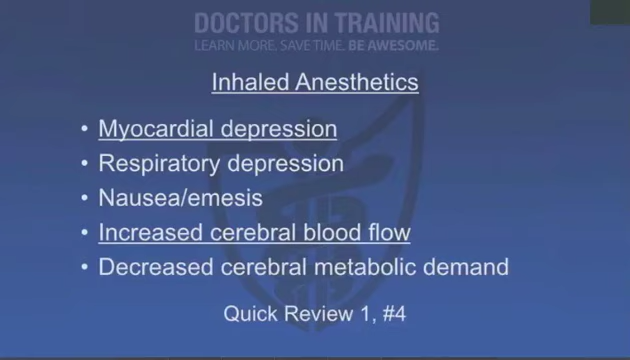 DOCTORS IN TRAINING
LEARN MORE. SAVE TIME. BE AWESOME.
Inhaled Anesthetics
• Myocardial depression
• Respiratory depression
• Nausea/emesis
• Increased cerebral blood flow
• Decreased cerebral metabolic demand
Quick Review 1, #4